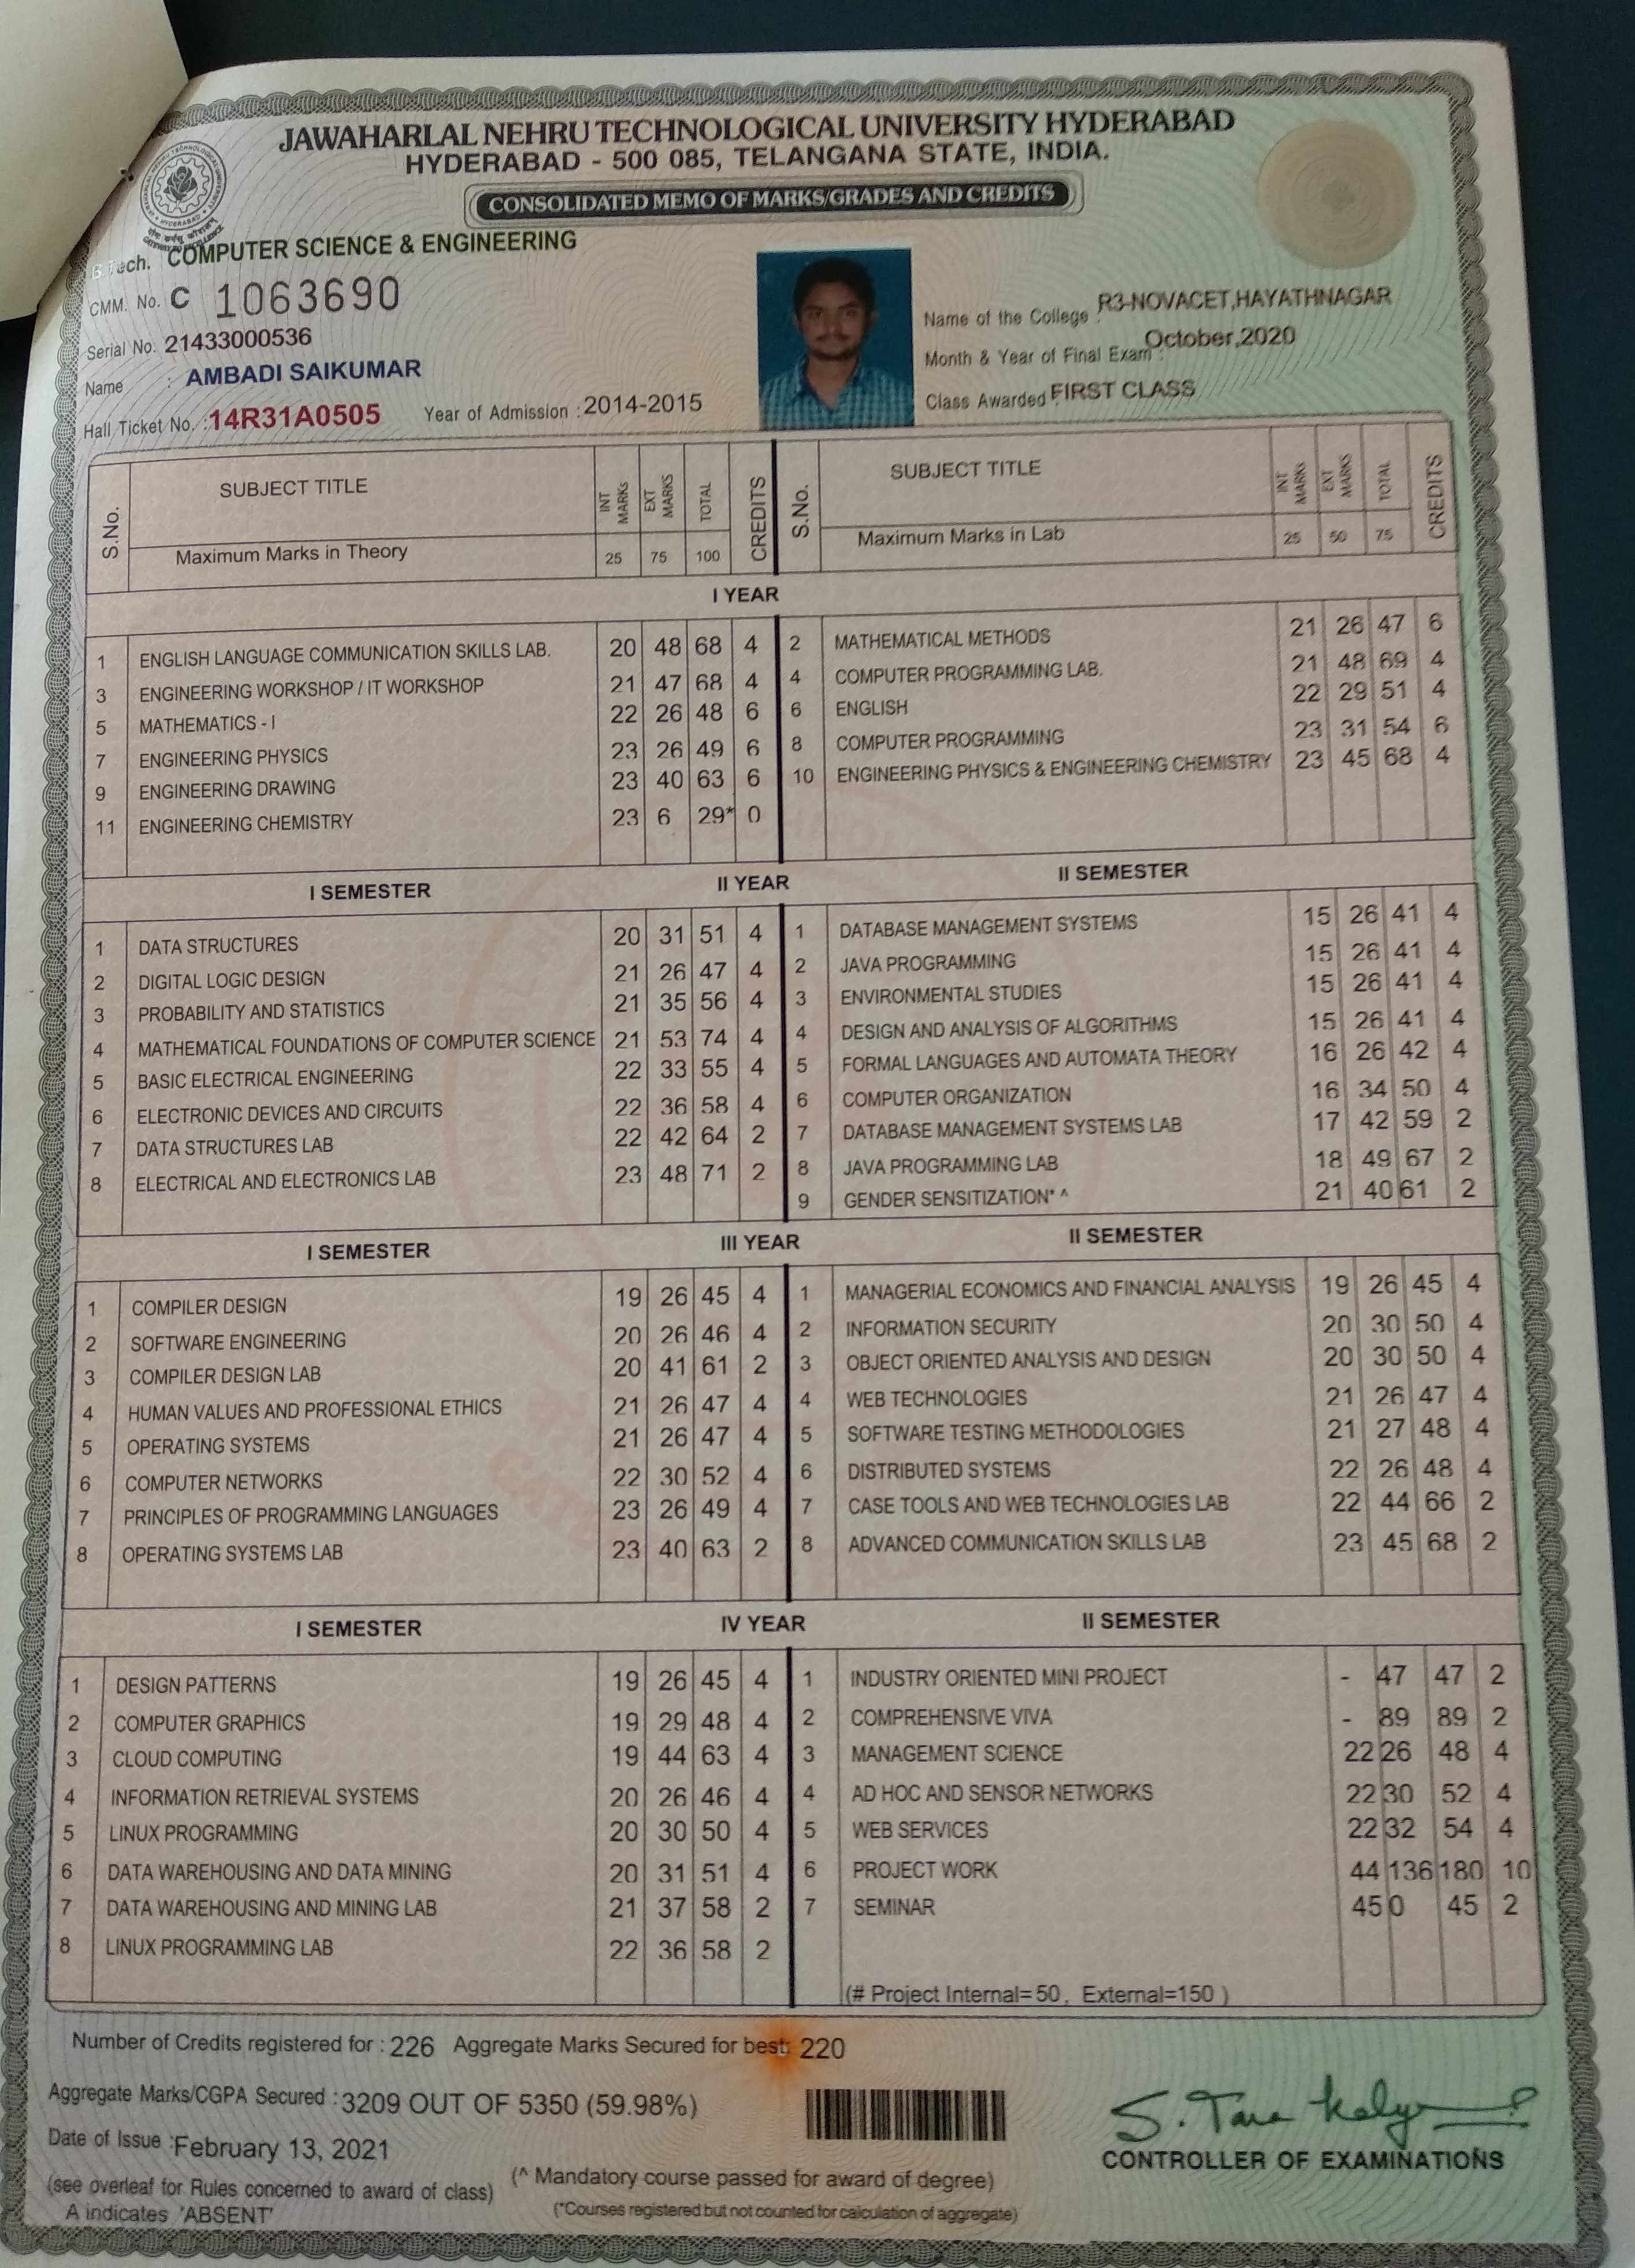 JAWAHARLAL NEHRU TECHNOLOGICAL UNIVERSITY HYDERABAD
HYDERABAD - 500 085, TELANGANA STATE, INDIA.
CONSOLIDATED MEMO OF MARKS/GRADES AND CREDITS
B.Tech. COMPUTER SCIENCE & ENGINEERING
CMM. No. C 1063690
Serial No. 21433000536
Name : AMBADI SAIKUMAR
Hall Ticket No. :14R31A0505 Year of Admission :2014-2015
Name of the College : R3-NOVACET,HAYATHNAGAR
Month & Year of Final Exam : October,2020
Class Awarded : FIRST CLASS
S.No. SUBJECT TITLE INT MARKs EXT MARKS TOTAL CREDITS S.No. SUBJECT TITLE INT MARKs EXT MARKS TOTAL CREDITS
Maximum Marks in Theory 25 75 100 Maximum Marks in Lab 25 50 75
I YEAR
1 ENGLISH LANGUAGE COMMUNICATION SKILLS LAB. 20 48 68 4 2 MATHEMATICAL METHODS 21 26 47 6
3 ENGINEERING WORKSHOP / IT WORKSHOP 21 47 68 4 4 COMPUTER PROGRAMMING LAB. 21 48 69 4
5 MATHEMATICS - I 22 26 48 6 6 ENGLISH 22 29 51 4
7 ENGINEERING PHYSICS 23 26 49 6 8 COMPUTER PROGRAMMING 23 31 54 6
9 ENGINEERING DRAWING 23 40 63 6 10 ENGINEERING PHYSICS & ENGINEERING CHEMISTRY 23 45 68 4
11 ENGINEERING CHEMISTRY 23 6 29* 0
I SEMESTER II YEAR II SEMESTER
1 DATA STRUCTURES 20 31 51 4 1 DATABASE MANAGEMENT SYSTEMS 15 26 41 4
2 DIGITAL LOGIC DESIGN 21 26 47 4 2 JAVA PROGRAMMING 15 26 41 4
3 PROBABILITY AND STATISTICS 21 35 56 4 3 ENVIRONMENTAL STUDIES 15 26 41 4
4 MATHEMATICAL FOUNDATIONS OF COMPUTER SCIENCE 21 53 74 4 4 DESIGN AND ANALYSIS OF ALGORITHMS 15 26 41 4
5 BASIC ELECTRICAL ENGINEERING 22 33 55 4 5 FORMAL LANGUAGES AND AUTOMATA THEORY 16 26 42 4
6 ELECTRONIC DEVICES AND CIRCUITS 22 36 58 4 6 COMPUTER ORGANIZATION 16 34 50 4
7 DATA STRUCTURES LAB 22 42 64 2 7 DATABASE MANAGEMENT SYSTEMS LAB 17 42 59 2
8 ELECTRICAL AND ELECTRONICS LAB 23 48 71 2 8 JAVA PROGRAMMING LAB 18 49 67 2
9 GENDER SENSITIZATION* ^ 21 40 61 2
I SEMESTER III YEAR II SEMESTER
1 COMPILER DESIGN 19 26 45 4 1 MANAGERIAL ECONOMICS AND FINANCIAL ANALYSIS 19 26 45 4
2 SOFTWARE ENGINEERING 20 26 46 4 2 INFORMATION SECURITY 20 30 50 4
3 COMPILER DESIGN LAB 20 41 61 2 3 OBJECT ORIENTED ANALYSIS AND DESIGN 20 30 50 4
4 HUMAN VALUES AND PROFESSIONAL ETHICS 21 26 47 4 4 WEB TECHNOLOGIES 21 26 47 4
5 OPERATING SYSTEMS 21 26 47 4 5 SOFTWARE TESTING METHODOLOGIES 21 27 48 4
6 COMPUTER NETWORKS 22 30 52 4 6 DISTRIBUTED SYSTEMS 22 26 48 4
7 PRINCIPLES OF PROGRAMMING LANGUAGES 23 26 49 4 7 CASE TOOLS AND WEB TECHNOLOGIES LAB 22 44 66 2
8 OPERATING SYSTEMS LAB 23 40 63 2 8 ADVANCED COMMUNICATION SKILLS LAB 23 45 68 2
I SEMESTER IV YEAR II SEMESTER
1 DESIGN PATTERNS 19 26 45 4 1 INDUSTRY ORIENTED MINI PROJECT - 47 47 2
2 COMPUTER GRAPHICS 19 29 48 4 2 COMPREHENSIVE VIVA - 89 89 2
3 CLOUD COMPUTING 19 44 63 4 3 MANAGEMENT SCIENCE 22 26 48 4
4 INFORMATION RETRIEVAL SYSTEMS 20 26 46 4 4 AD HOC AND SENSOR NETWORKS 22 30 52 4
5 LINUX PROGRAMMING 20 30 50 4 5 WEB SERVICES 22 32 54 4
6 DATA WAREHOUSING AND DATA MINING 20 31 51 4 6 PROJECT WORK 44 136 180 10
7 DATA WAREHOUSING AND MINING LAB 21 37 58 2 7 SEMINAR 45 0 45 2
8 LINUX PROGRAMMING LAB 22 36 58 2
(# Project Internal= 50, External=150 )
Number of Credits registered for : 226 Aggregate Marks Secured for best: 220
Aggregate Marks/CGPA Secured : 3209 OUT OF 5350 (59.98%)
Date of Issue : February 13, 2021
S. Tara Kalyani
CONTROLLER OF EXAMINATIONS
(see overleaf for Rules concerned to award of class) (^ Mandatory course passed for award of degree)
A indicates 'ABSENT' (*Courses registered but not counted for calculation of aggregate)